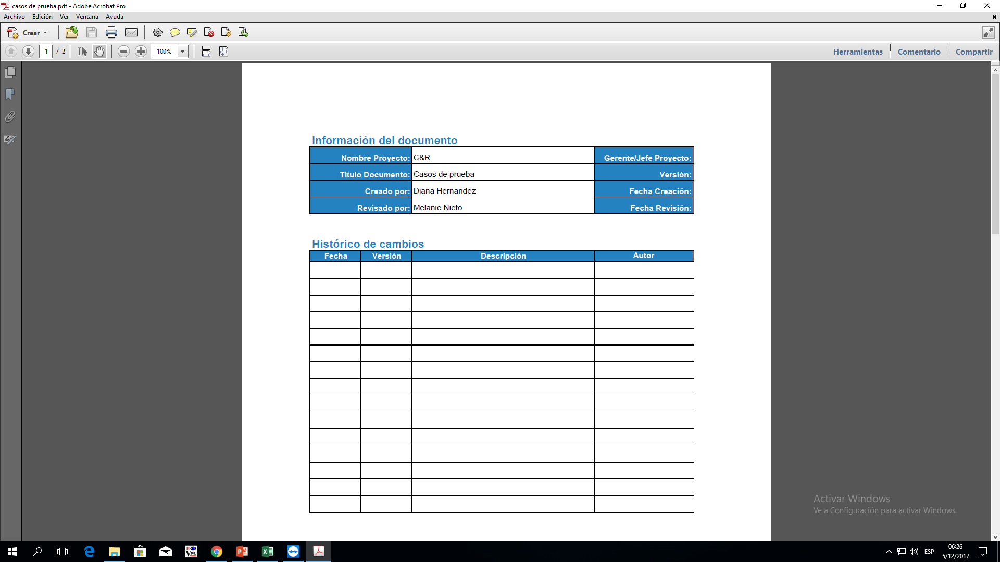 casos de prueba.pdf - Adobe Acrobat Pro
Archivo Edición Ver Ventana Ayuda
Crear
1 / 2 100% Herramientas Comentario Compartir
Información del documento
Nombre Proyecto: C&R Gerente/Jefe Proyecto:
Título Documento: Casos de prueba Versión:
Creado por: Diana Hernandez Fecha Creación:
Revisado por: Melanie Nieto Fecha Revisión:
Histórico de cambios
Fecha Versión Descripción Autor
Activar Windows
Ve a Configuración para activar Windows.
06:26
ESP
5/12/2017